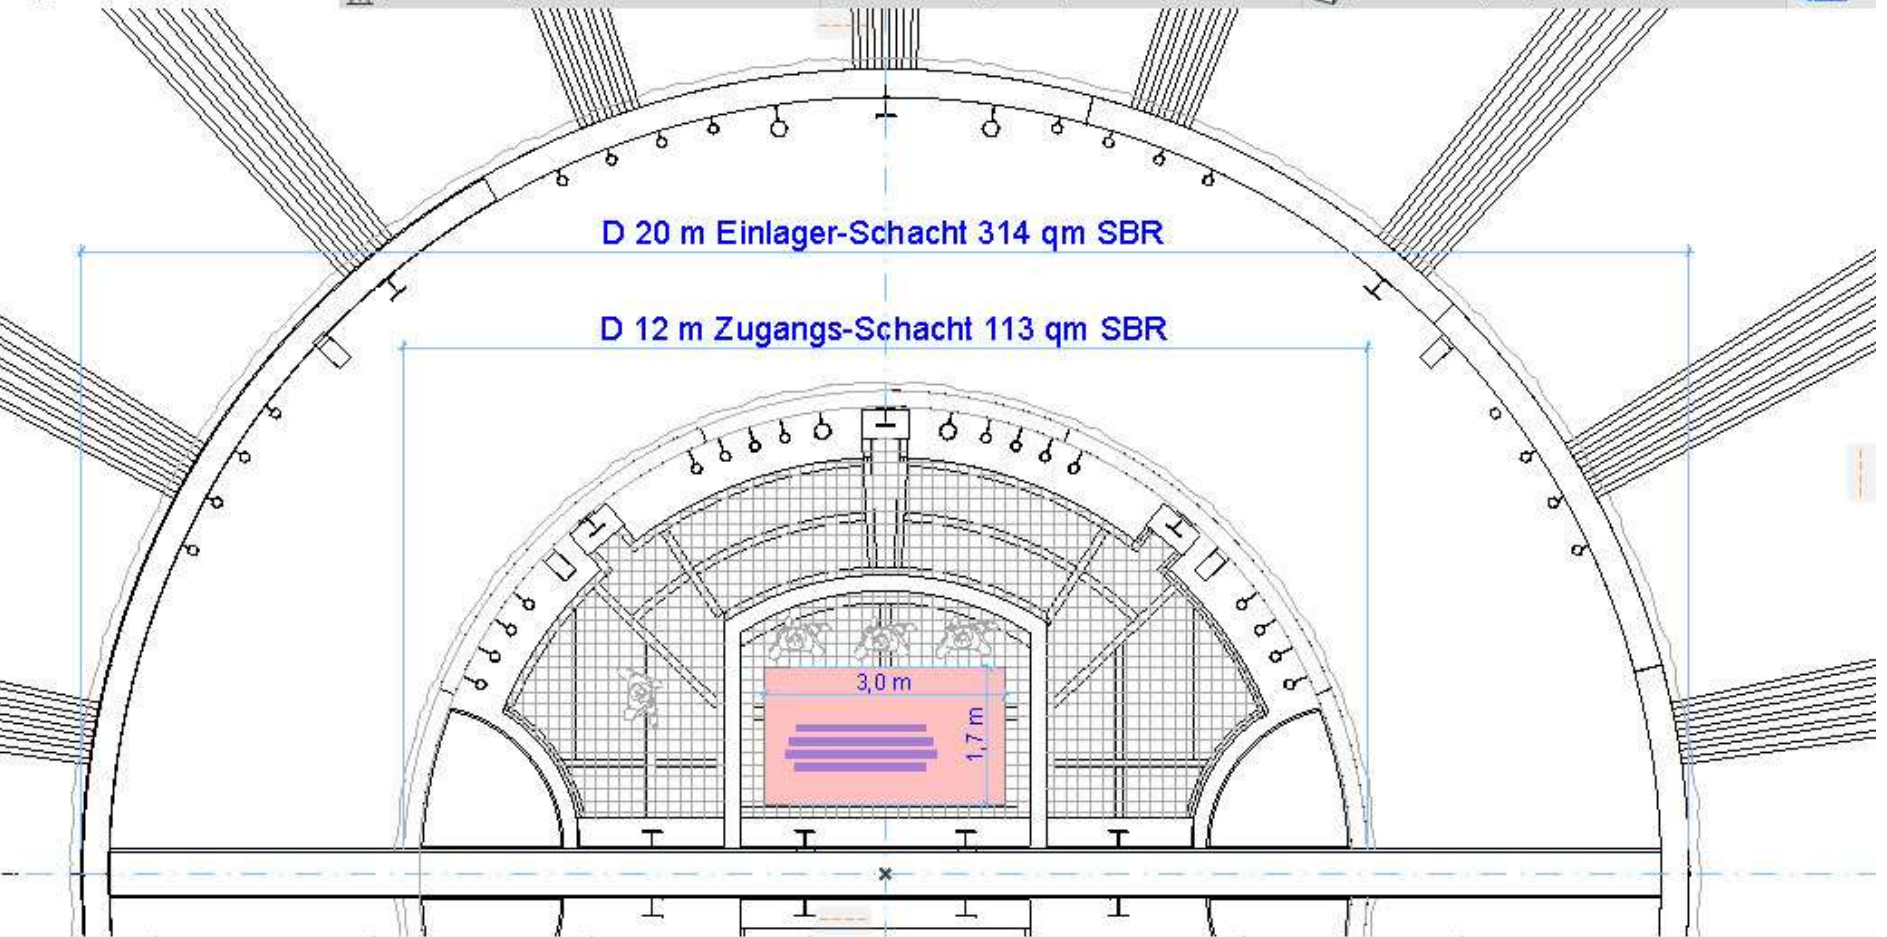 D 20 m Einlager-Schacht 314 qm SBR
D 12 m Zugangs-Schacht 113 qm SBR
3,0 m
1,7 m